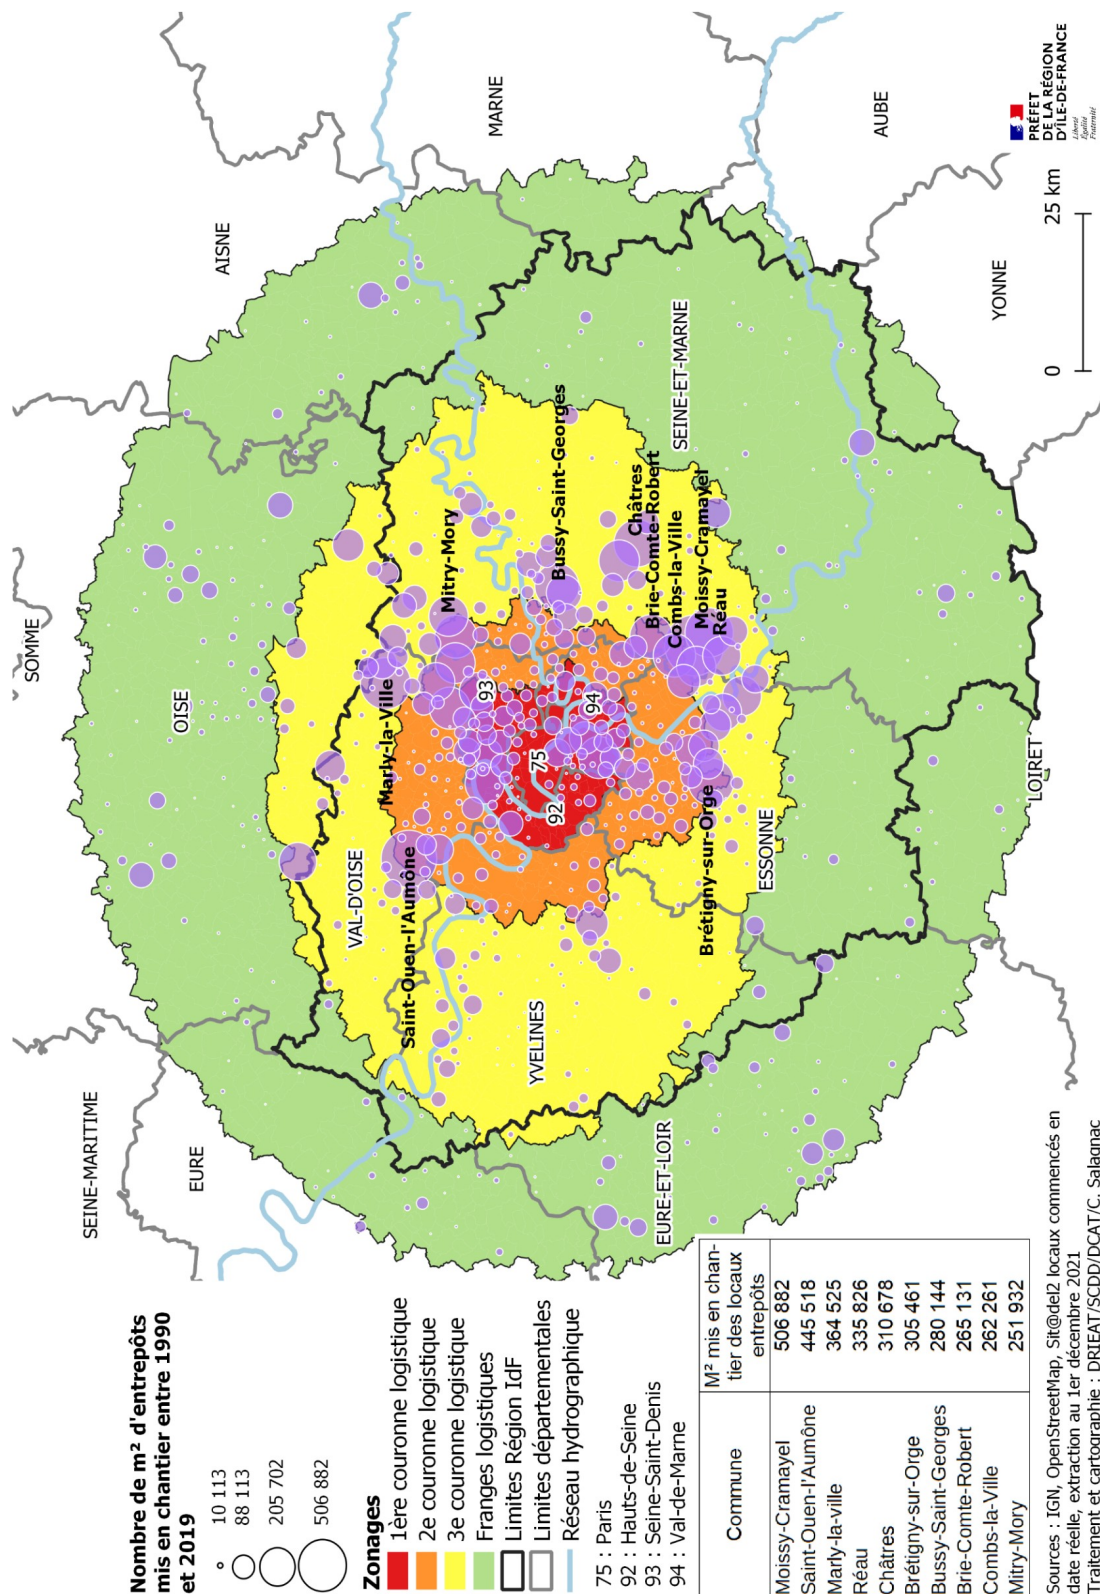 Nombre de m² d'entrepôts
mis en chantier entre 1990
et 2019
10 113
88 113
205 702
506 882
Zonages
1ère couronne logistique
2e couronne logistique
3e couronne logistique
Franges logistiques
Limites Région IdF
Limites départementales
Réseau hydrographique
75 : Paris
92 : Hauts-de-Seine
93 : Seine-Saint-Denis
94 : Val-de-Marne
Commune
M² mis en chan-
tier des locaux
entrepôts
Moissy-Cramayel 506 882
Saint-Ouen-l'Aumône 445 518
Marly-la-ville 364 525
Réau 335 826
Châtres 310 678
Brétigny-sur-Orge 305 461
Bussy-Saint-Georges 280 144
Brie-Comte-Robert 265 131
Combs-la-Ville 262 261
Mitry-Mory 251 932
Sources : IGN, OpenStreetMap, Sit@del2 locaux commencés en
date réelle, extraction au 1er décembre 2021
Traitement et cartographie : DRIEAT/SCDD/DCAT/C. Salagnac
SEINE-MARITIME
SOMME
AISNE
EURE
OISE
MARNE
VAL-D'OISE
Marly-la-Ville
Saint-Ouen-l'Aumône
Mitry-Mory
93
75
92
94
Bussy-Saint-Georges
YVELINES
SEINE-ET-MARNE
Châtres
Brie-Comte-Robert
Combs-la-Ville
Moissy-Cramayel
Réau
Brétigny-sur-Orge
EURE-ET-LOIR
ESSONNE
AUBE
YONNE
LOIRET
0
25 km
PRÉFET
DE LA RÉGION
D'ÎLE-DE-FRANCE
Liberté
Égalité
Fraternité